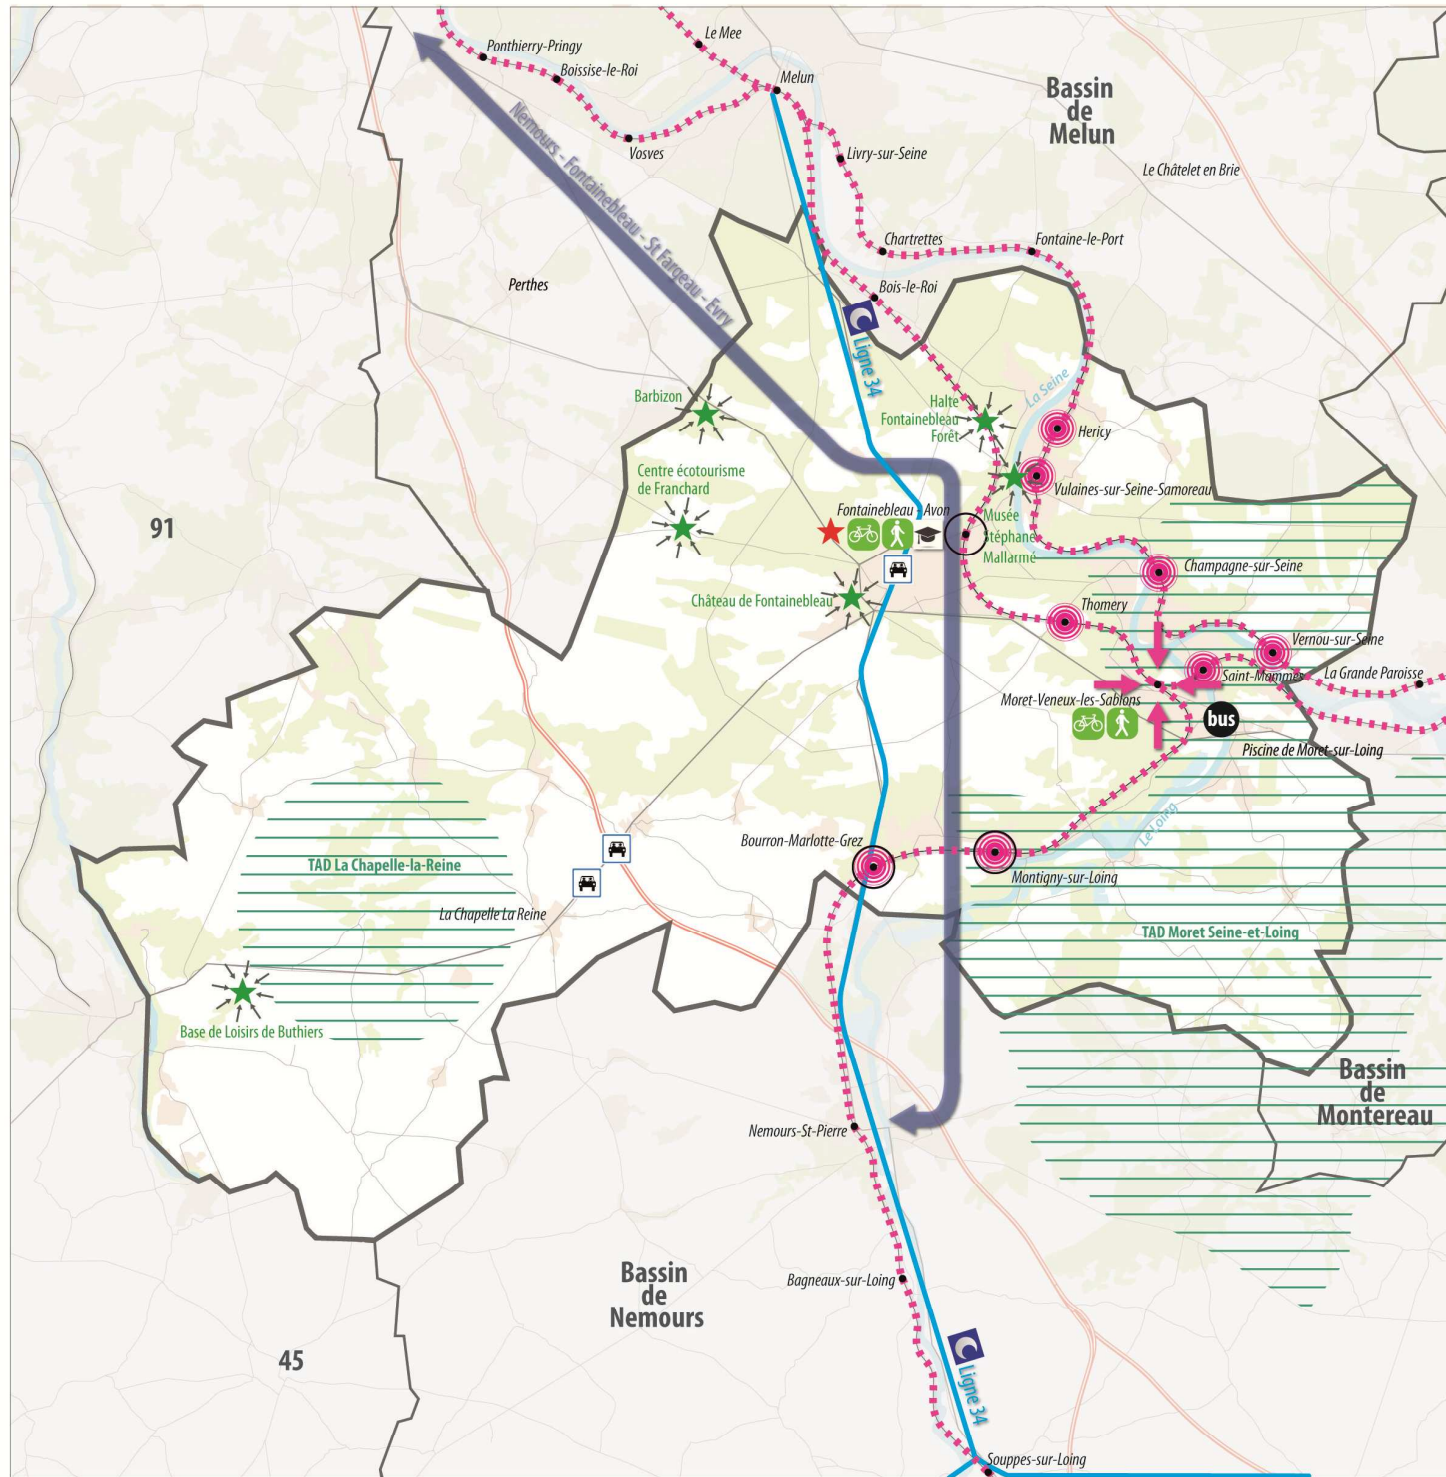 Le Mee
Ponthierry-Pringy
Boissise-le-Roi
Melun
Bassin
de
Melun
Vosves
Livry-sur-Seine
Le Châtelet en Brie
Nemours - Fontainebleau - St Fargeau - Evry
Chartrettes
Fontaine-le-Port
Perthes
Bois-le-Roi
Ligne 34
La Seine
Barbizon
Halte
Fontainebleau
Forêt
Hericy
Centre écotourisme
de Franchard
Vulaines-sur-Seine-Samoreau
91
Fontainebleau - Avon
Musée
Stéphane
Mallarmé
Champagne-sur-Seine
Château de Fontainebleau
Thomery
Vernou-sur-Seine
Saint-Mammès
La Grande Paroisse
Moret-Veneux-les-Sablons
bus
Piscine de Moret-sur-Loing
Le Loing
Bourron-Marlotte-Grez
TAD La Chapelle-la-Reine
Montigny-sur-Loing
La Chapelle La Reine
TAD Moret Seine-et-Loing
Base de Loisirs de Buthiers
Bassin
de
Montereau
Nemours-St-Pierre
Bassin
de
Nemours
Bagneaux-sur-Loing
45
Ligne 34
Souppes-sur-Loing